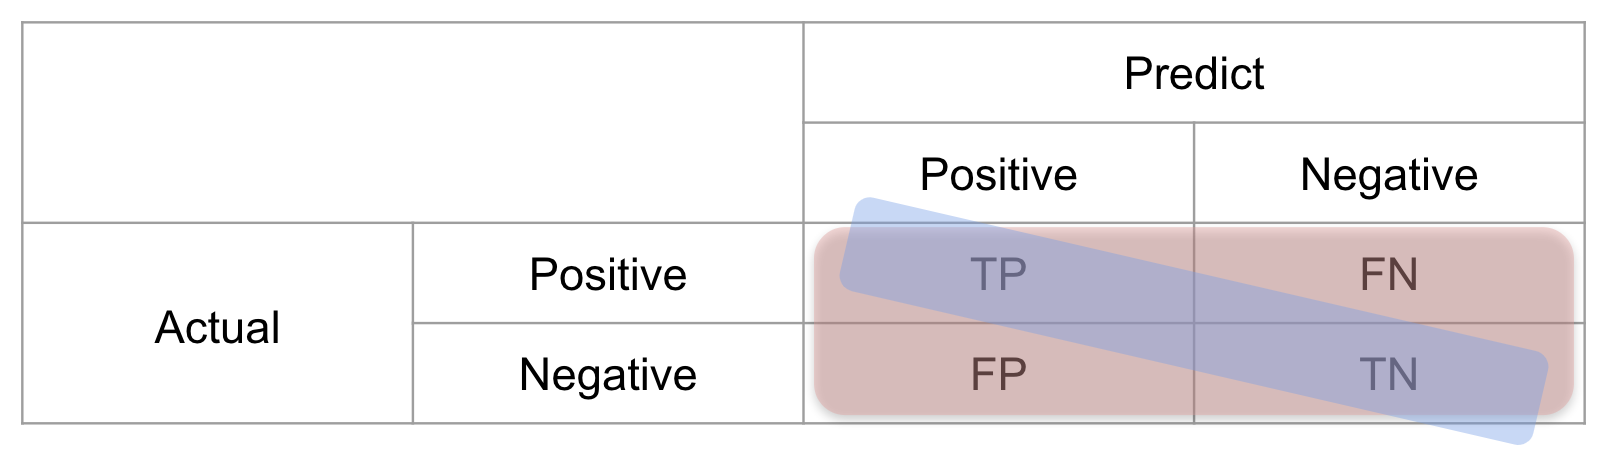 Predict
Positive Negative
Actual
Positive TP FN
Negative FP TN